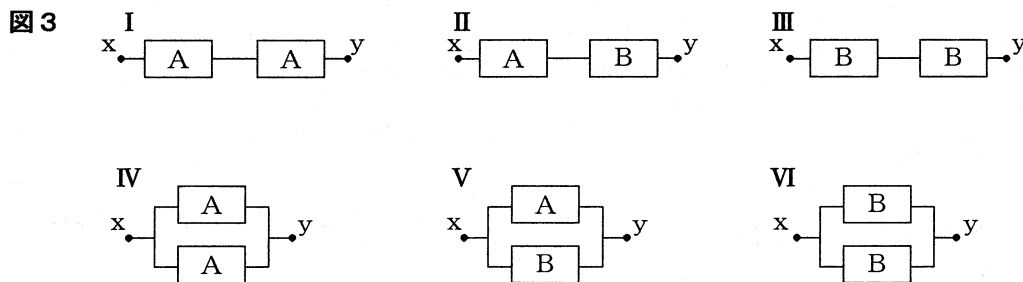 図3 Ⅰ Ⅱ Ⅲ
x A A y x A B y x B B y
Ⅳ Ⅴ Ⅵ
A A B
x y x y x y
A B B